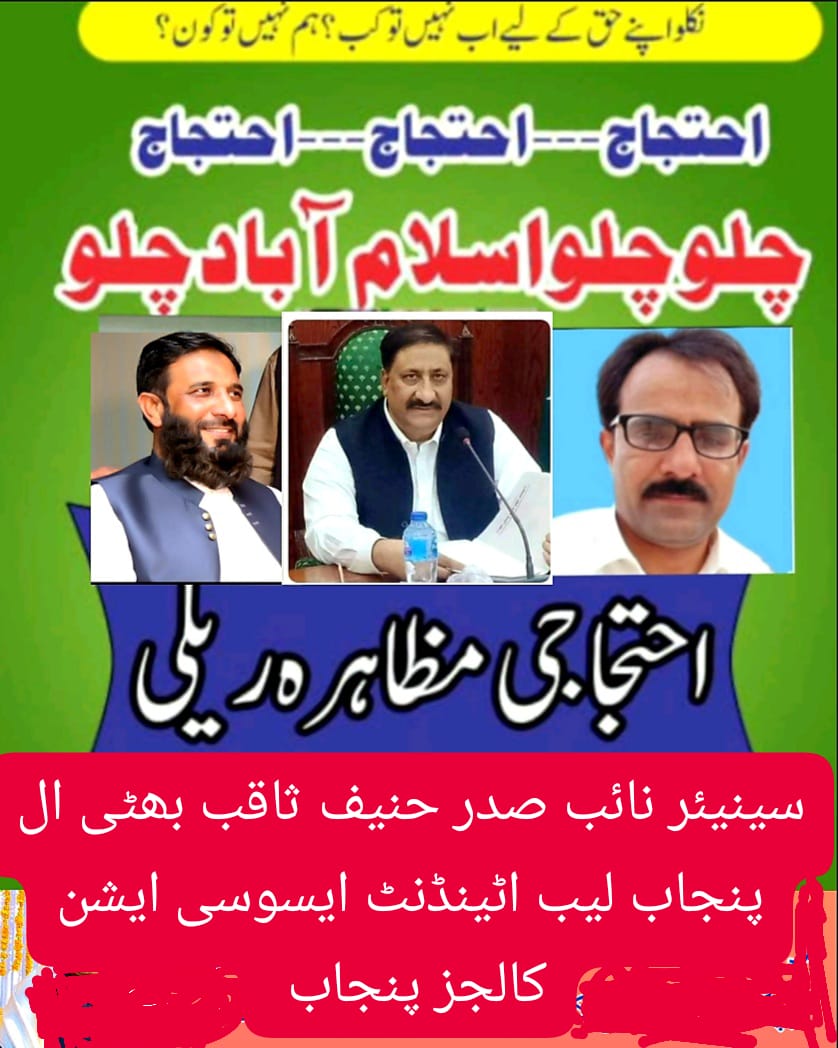 نکلو اپنے حق کے لیے اب نہیں تو کب؟ ہم نہیں تو کون؟
احتجاج---احتجاج---احتجاج
چلو چلو اسلام آباد چلو
احتجاجی مظاہرہ ریلی
سینیئر نائب صدر حنیف ثاقب بھٹی ال
پنجاب لیب اٹینڈنٹ ایسوسی ایشن
کالجز پنجاب